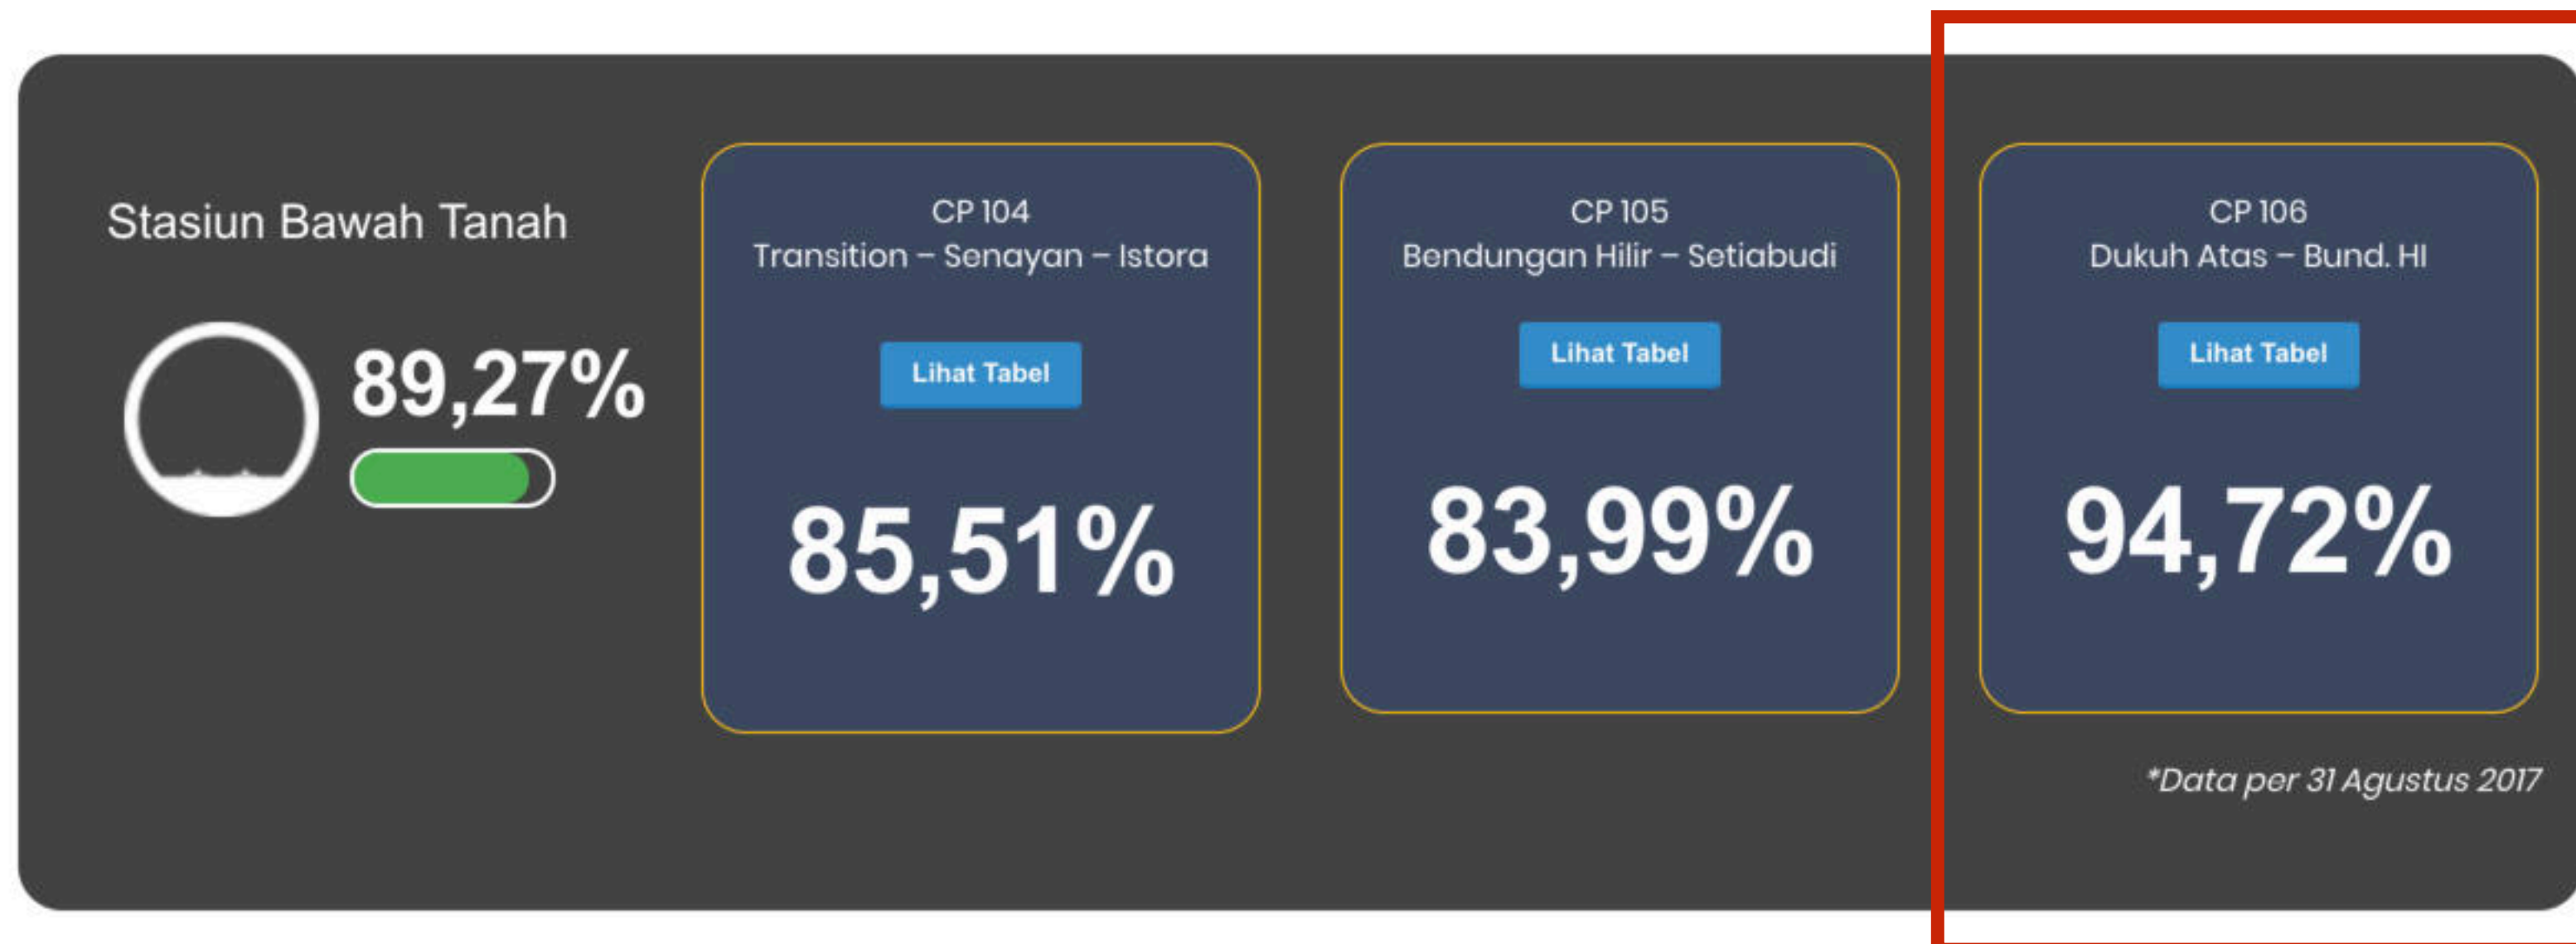 Stasiun Bawah Tanah
89,27%
CP 104
Transition – Senayan – Istora
Lihat Tabel
85,51%
CP 105
Bendungan Hilir – Setiabudi
Lihat Tabel
83,99%
CP 106
Dukuh Atas – Bund. HI
Lihat Tabel
94,72%
*Data per 31 Agustus 2017